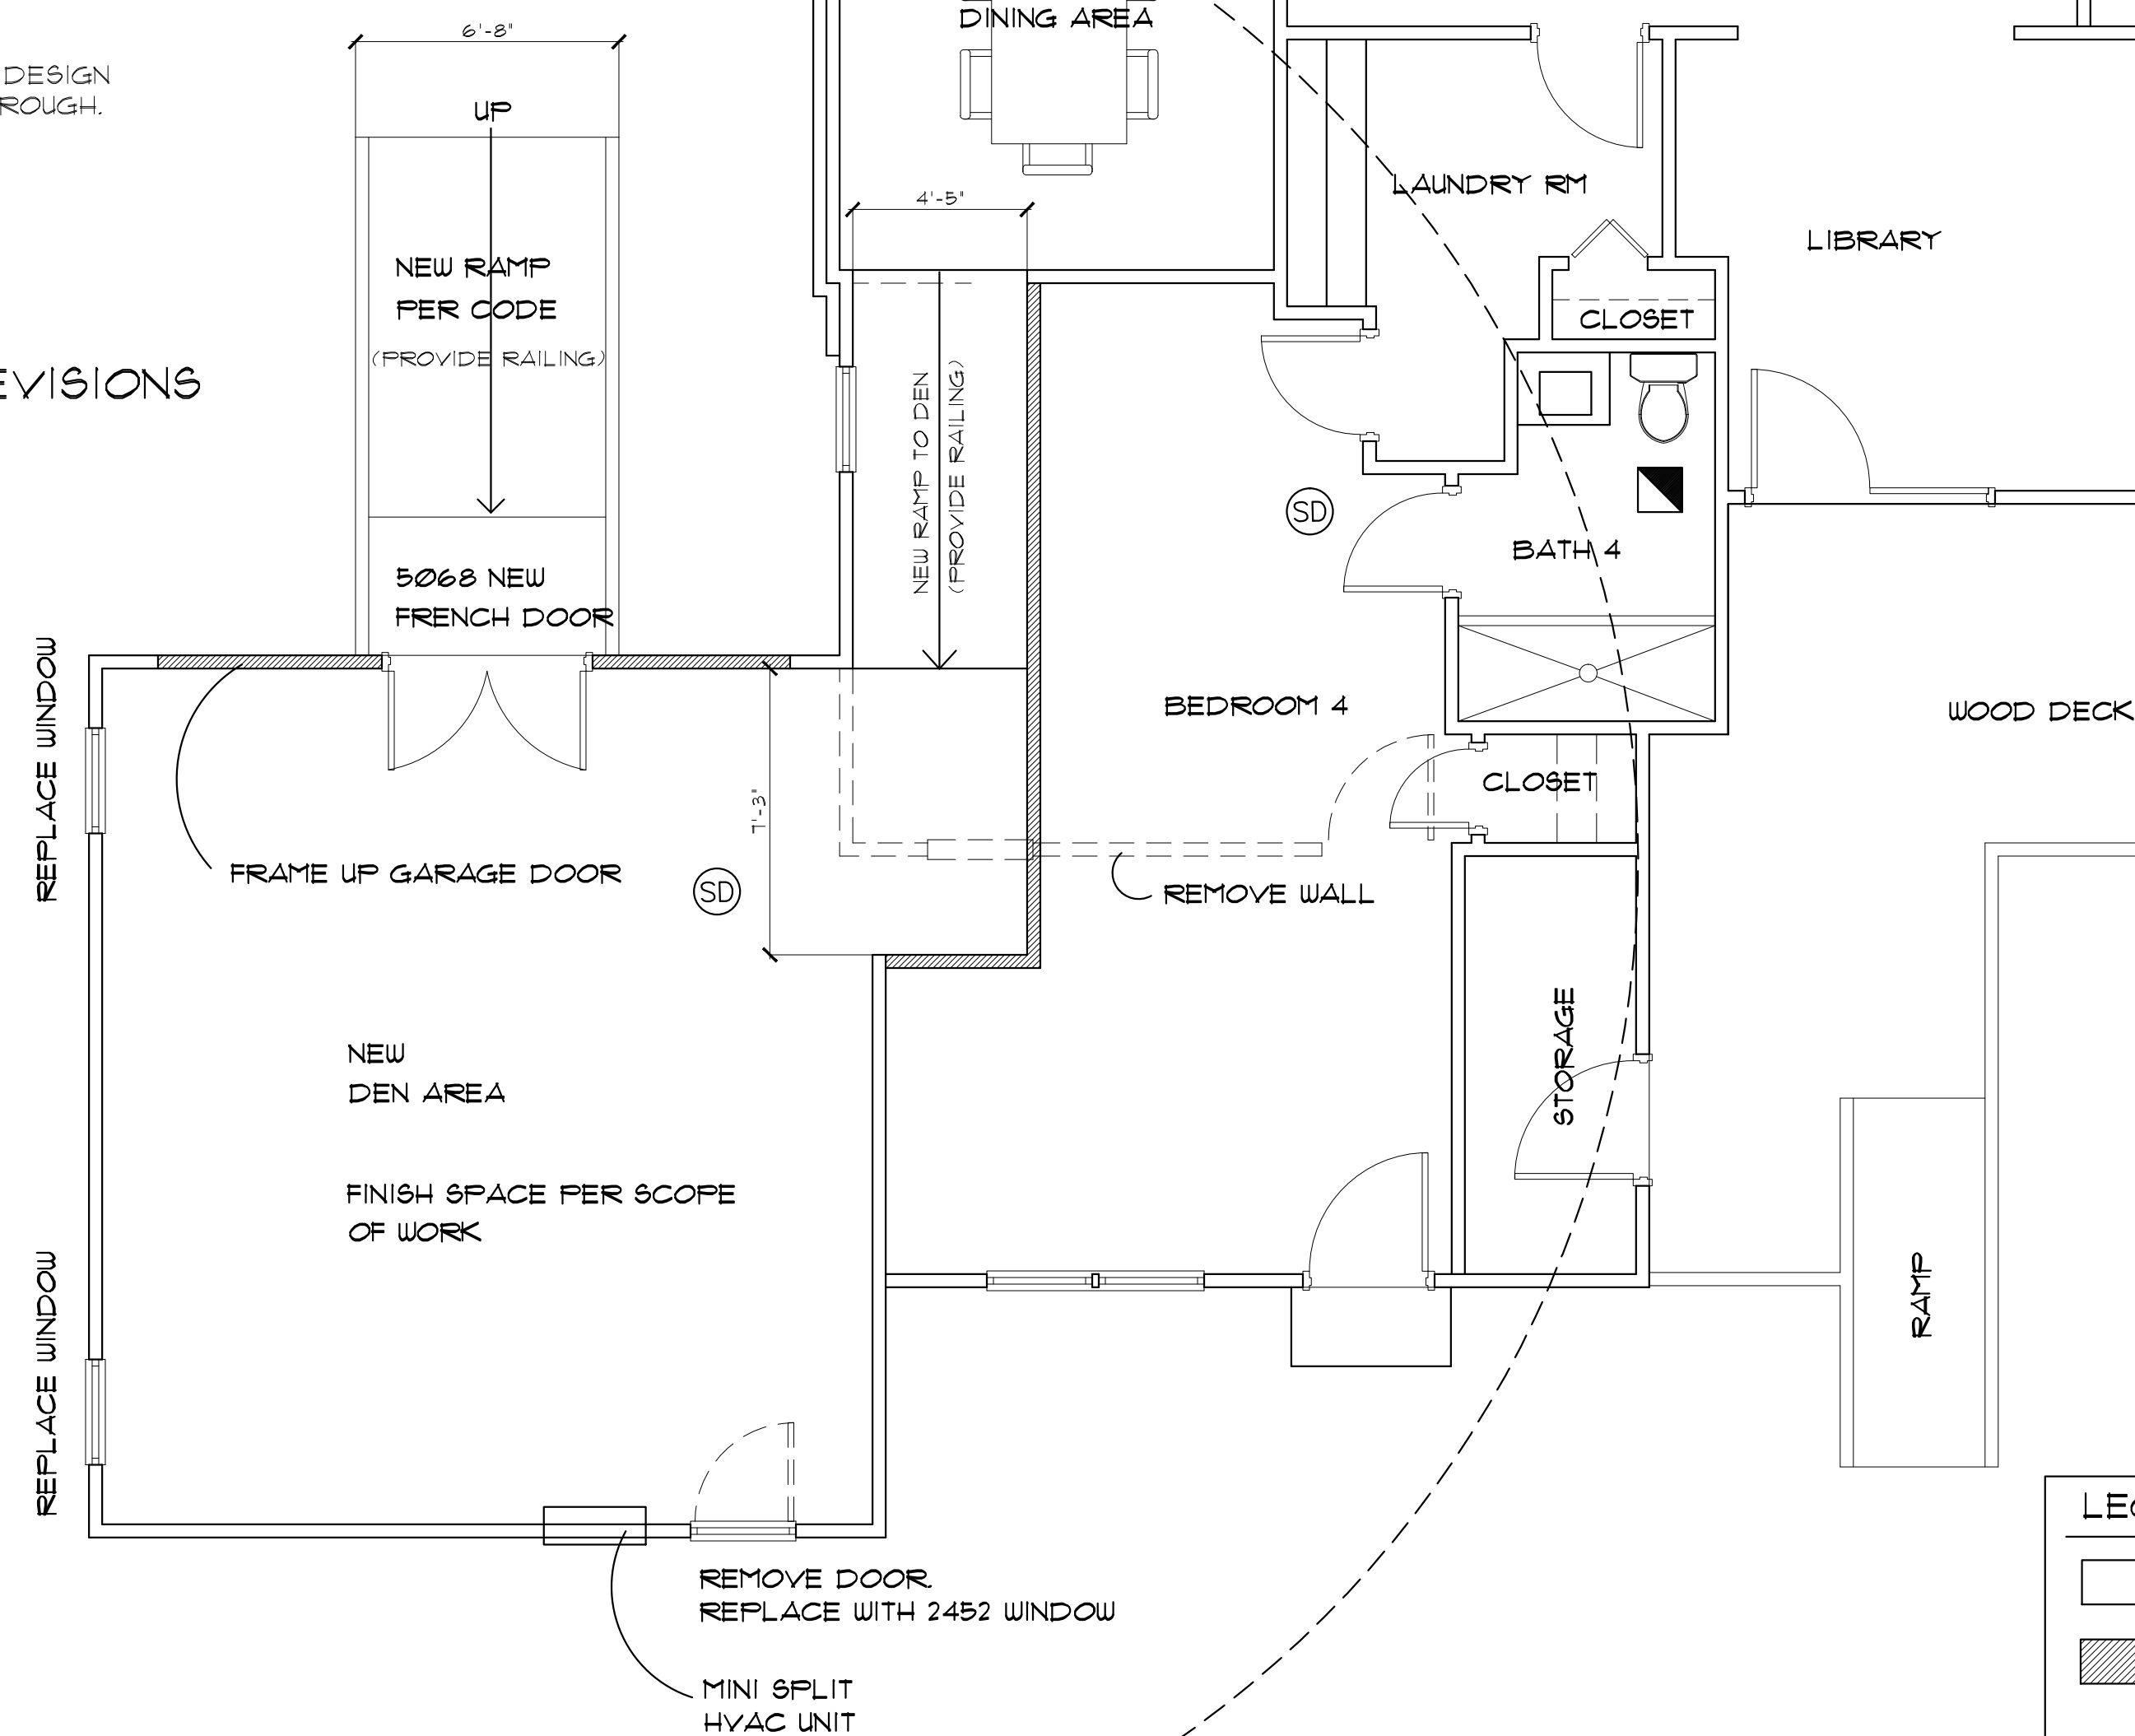 DINING AREA
6'-8"
DESIGN
ROUGH.
UP
4'-5"
LAUNDRY RM
LIBRARY
NEW RAMP
PER CODE
(PROVIDE RAILING)
CLOSET
EVISIONS
NEW RAMP TO DEN
(PROVIDE RAILING)
SD
BATH 4
5068 NEW
FRENCH DOOR
REPLACE WINDOW
BEDROOM 4
WOOD DECK
CLOSET
7'-3"
FRAME UP GARAGE DOOR
SD
REMOVE WALL
STORAGE
NEW
DEN AREA
FINISH SPACE PER SCOPE
OF WORK
REPLACE WINDOW
RAMP
REMOVE DOOR.
REPLACE WITH 2452 WINDOW
MINI SPLIT
HVAC UNIT